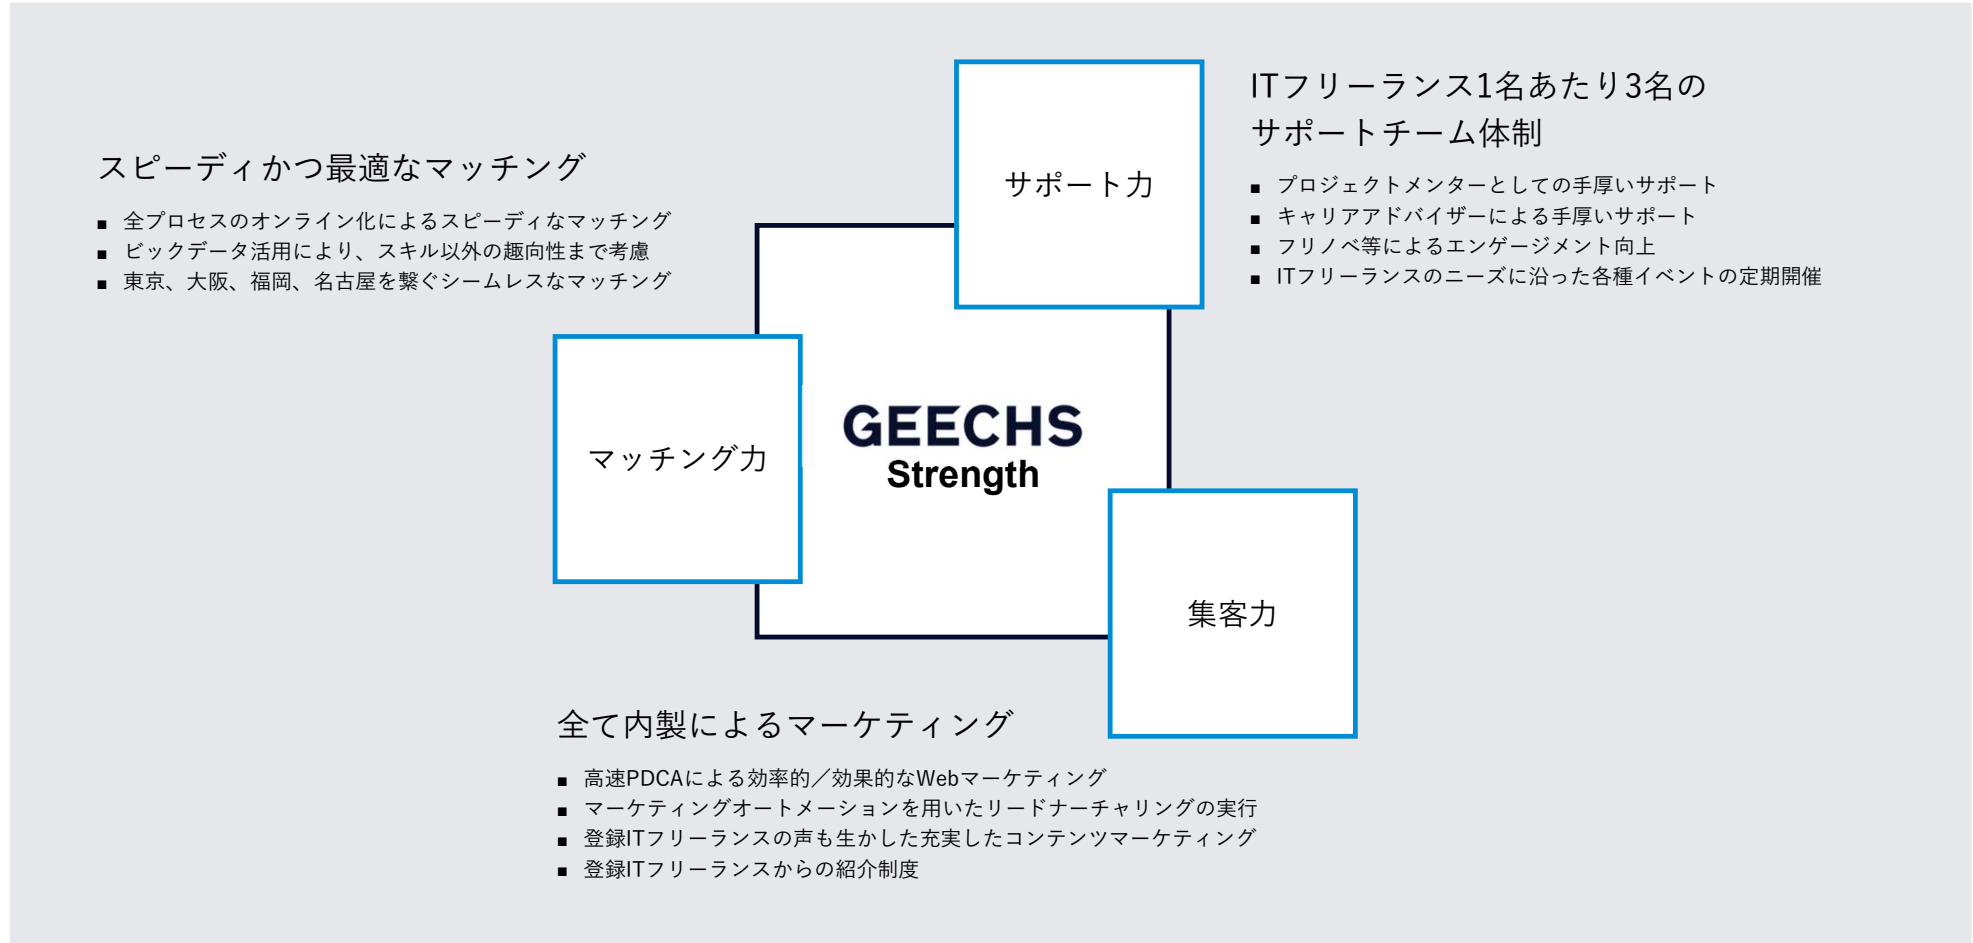 スピーディかつ最適なマッチング
■ 全プロセスのオンライン化によるスピーディなマッチング
■ ビックデータ活用により、スキル以外の趣向性まで考慮
■ 東京、大阪、福岡、名古屋を繋ぐシームレスなマッチング
サポート力
ITフリーランス1名あたり3名の
サポートチーム体制
■ プロジェクトメンターとしての手厚いサポート
■ キャリアアドバイザーによる手厚いサポート
■ フリノベ等によるエンゲージメント向上
■ ITフリーランスのニーズに沿った各種イベントの定期開催
マッチング力
GEECHS
Strength
集客力
全て内製によるマーケティング
■ 高速PDCAによる効率的／効果的なWebマーケティング
■ マーケティングオートメーションを用いたリードナーチャリングの実行
■ 登録ITフリーランスの声も生かした充実したコンテンツマーケティング
■ 登録ITフリーランスからの紹介制度